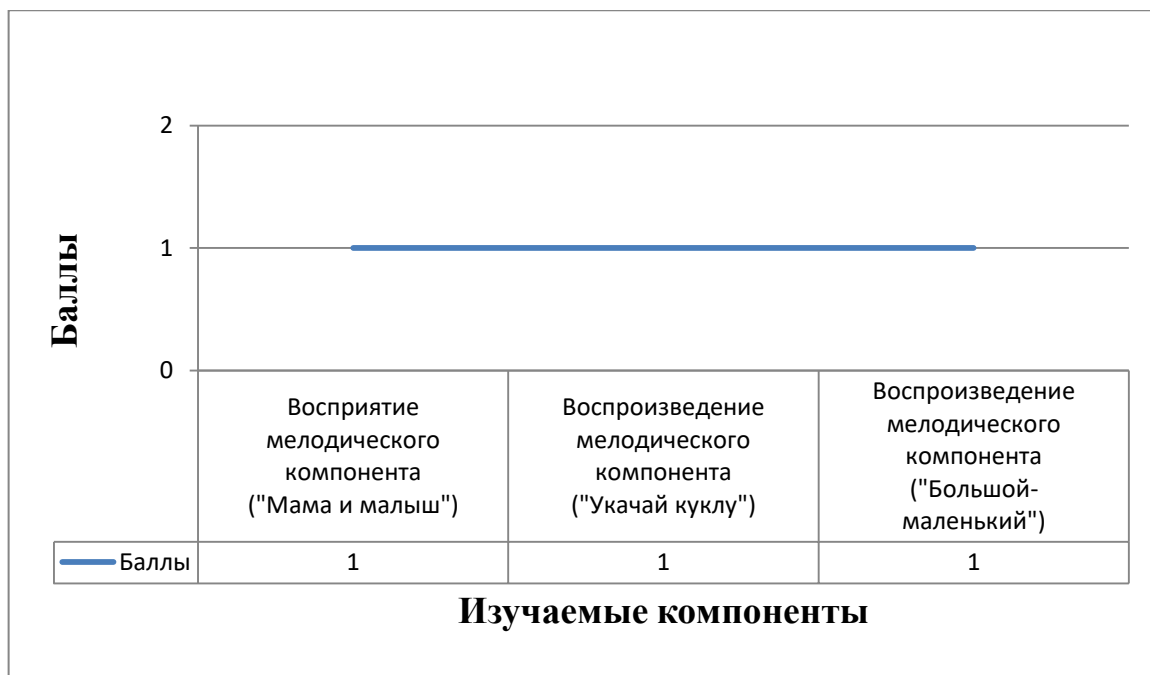 2
1
0
Баллы
Восприятие
мелодического
компонента
("Мама и малыш")
Воспроизведение
мелодического
компонента
("Укачай куклу")
Воспроизведение
мелодического
компонента
("Большой-
маленький")
Баллы 1 1 1
Изучаемые компоненты